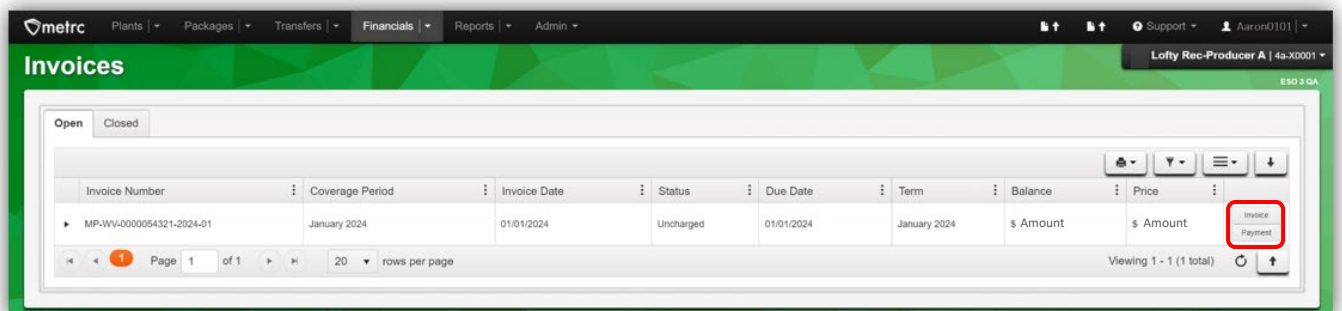 metrc Plants Packages Transfers Financials Reports Admin Support Aaron0101
Lofty Rec-Producer A | 4a-X0001
Invoices
ESO 3 QA
Open Closed
Invoice Number Coverage Period Invoice Date Status Due Date Term Balance Price
Invoice
MP-WV-0000054321-2024-01 January 2024 01/01/2024 Uncharged 01/01/2024 January 2024 $ Amount $ Amount
Payment
1 Page 1 of 1 20 rows per page Viewing 1 - 1 (1 total)